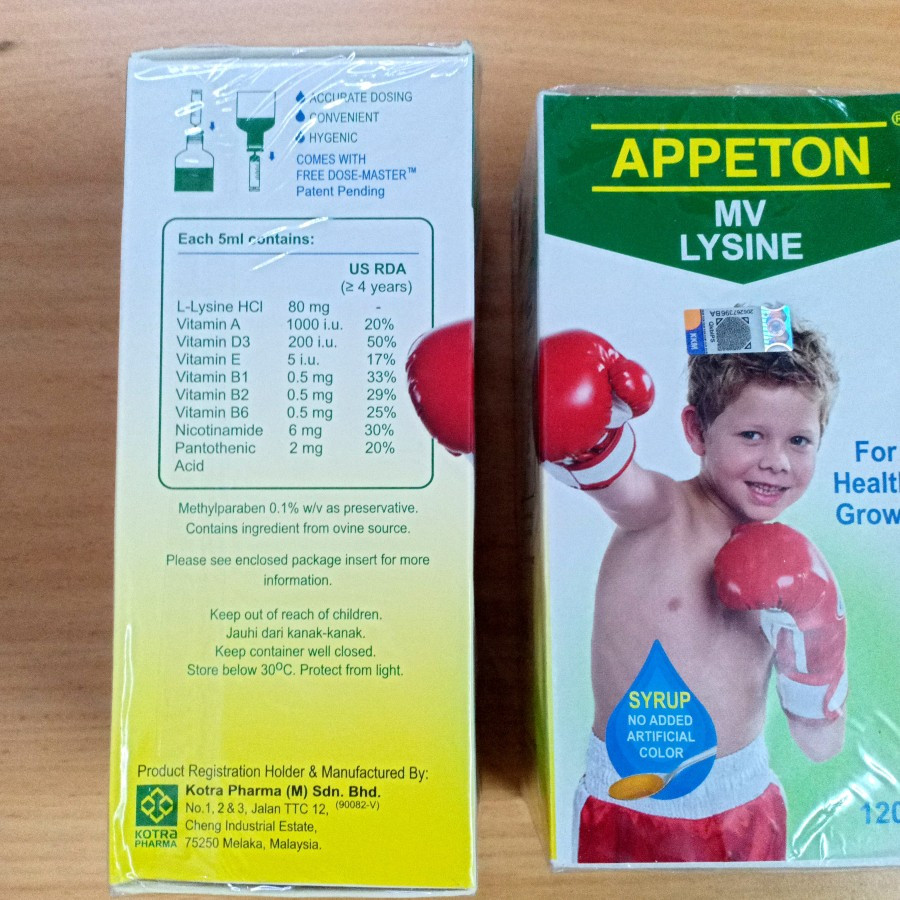 ACCURATE DOSING
CONVENIENT
HYGENIC
COMES WITH
FREE DOSE-MASTER™
Patent Pending
Each 5ml contains:
US RDA
(≥ 4 years)
L-Lysine HCl 80 mg -
Vitamin A 1000 i.u. 20%
Vitamin D3 200 i.u. 50%
Vitamin E 5 i.u. 17%
Vitamin B1 0.5 mg 33%
Vitamin B2 0.5 mg 29%
Vitamin B6 0.5 mg 25%
Nicotinamide 6 mg 30%
Pantothenic 2 mg 20%
Acid
Methylparaben 0.1% w/v as preservative.
Contains ingredient from ovine source.
Please see enclosed package insert for more
information.
Keep out of reach of children.
Jauhi dari kanak-kanak.
Keep container well closed.
Store below 30ºC. Protect from light.
Product Registration Holder & Manufactured By:
Kotra Pharma (M) Sdn. Bhd.
No.1, 2 & 3, Jalan TTC 12, (90082-V)
Cheng Industrial Estate,
75250 Melaka, Malaysia.
KOTRA
PHARMA
APPETON
MV
LYSINE
KKM
For
Health
Grow
SYRUP
NO ADDED
ARTIFICIAL
COLOR
120